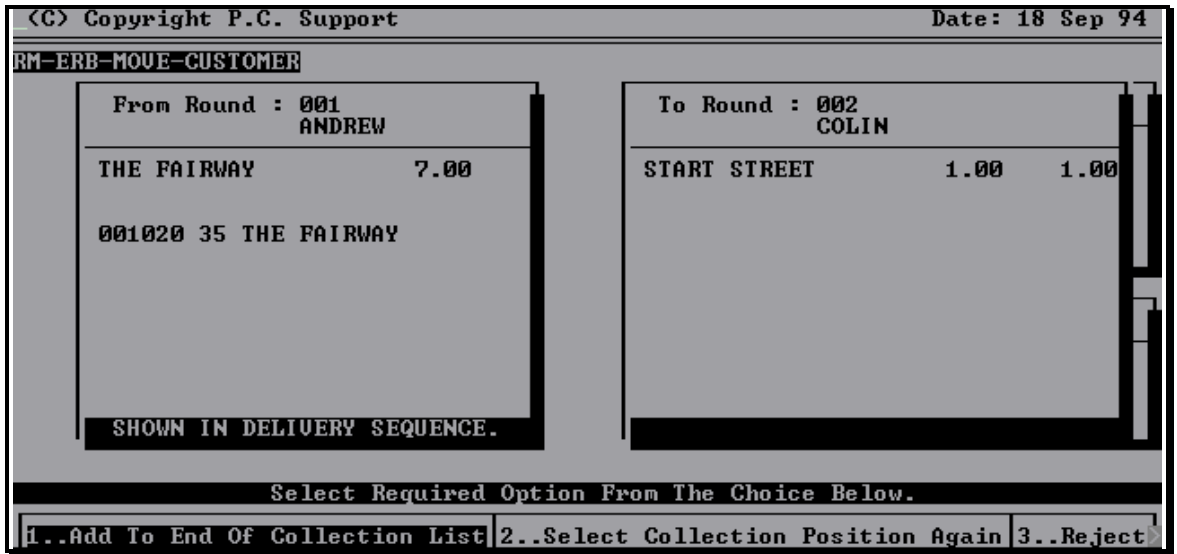 (C) Copyright P.C. Support Date: 18 Sep 94
RM-ERB-MOVE-CUSTOMER
From Round : 001
ANDREW
THE FAIRWAY 7.00
001020 35 THE FAIRWAY
SHOWN IN DELIVERY SEQUENCE.
To Round : 002
COLIN
START STREET 1.00 1.00
Select Required Option From The Choice Below.
1..Add To End Of Collection List 2..Select Collection Position Again 3..Reject>